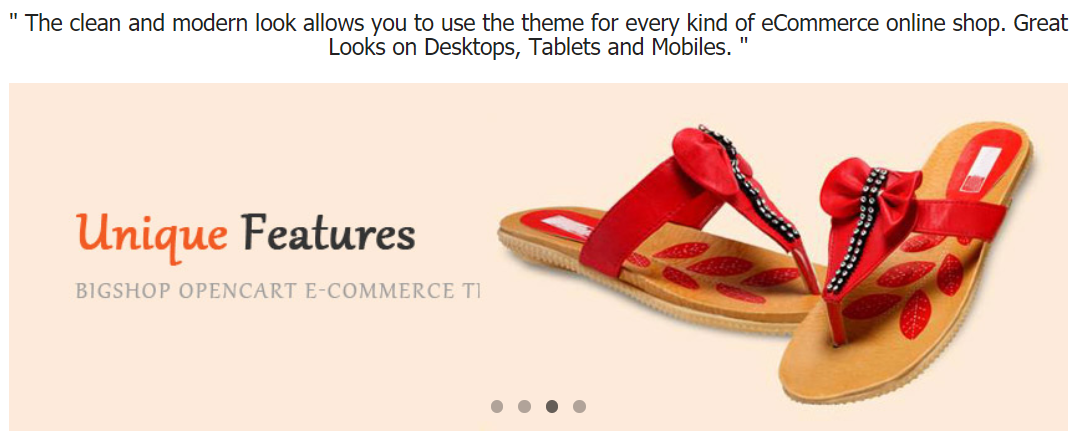 " The clean and modern look allows you to use the theme for every kind of eCommerce online shop. Great
Looks on Desktops, Tablets and Mobiles. "
Unique Features
BIGSHOP OPENCART E-COMMERCE